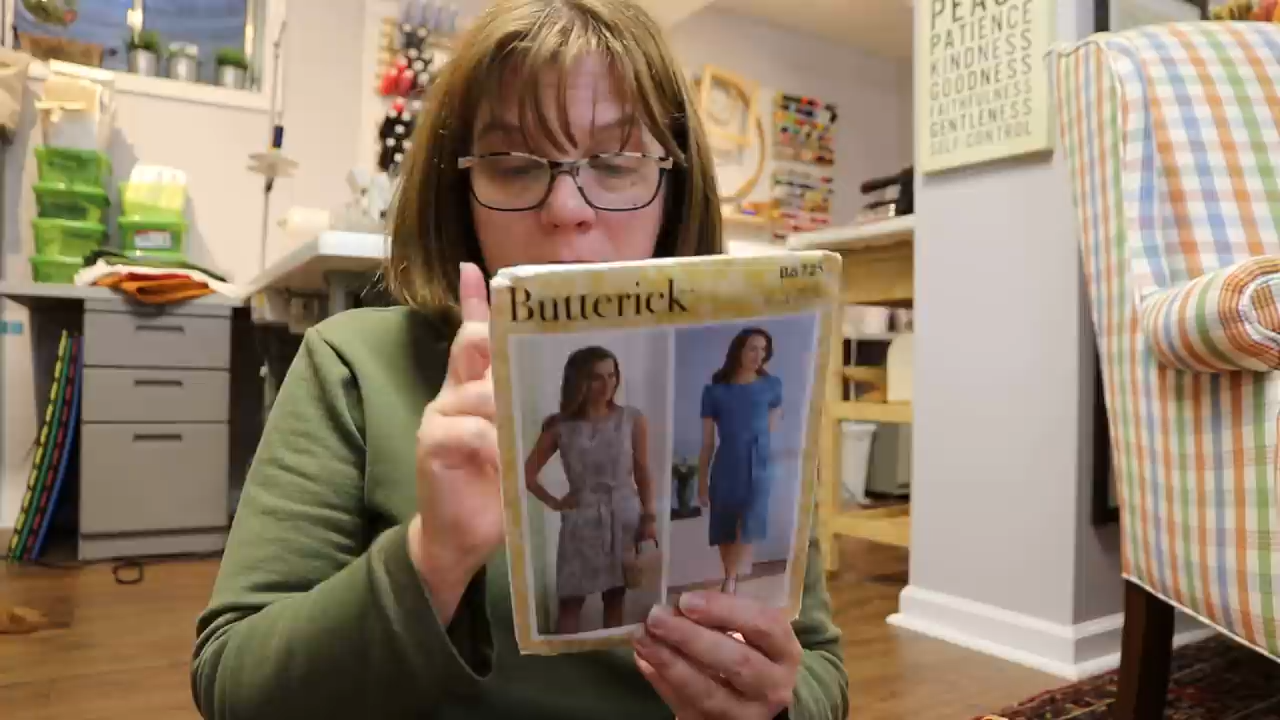 PEACE
PATIENCE
KINDNESS
GOODNESS
FAITHFULNESS
GENTLENESS
SELF CONTROL
Butterick